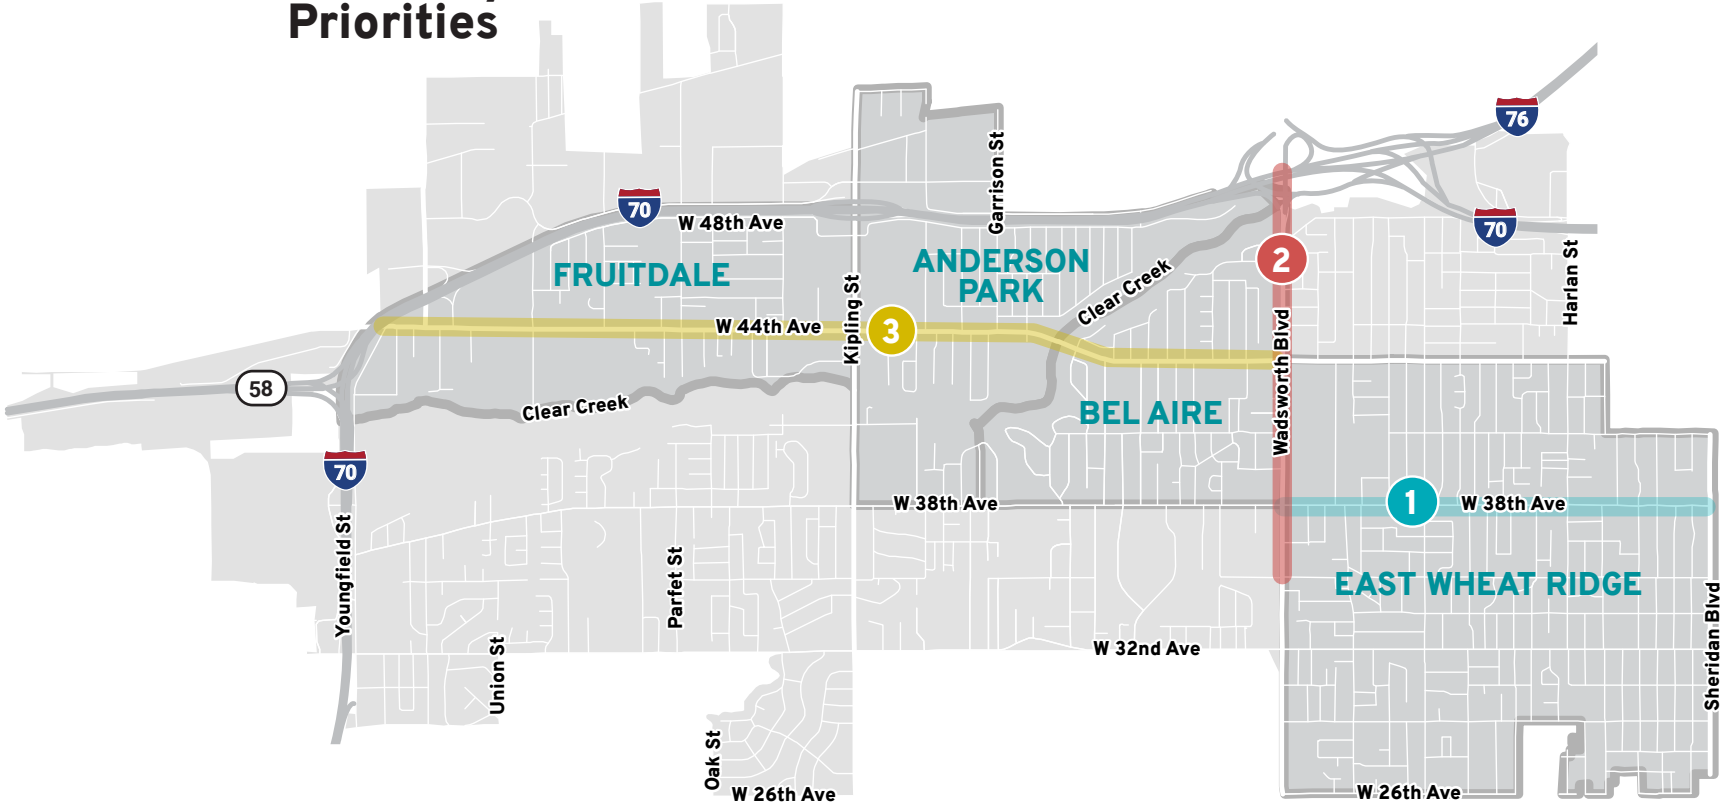 Priorities
76
70
Garrison St
W 48th Ave
70
Harlan St
ANDERSON
PARK
2
FRUITDALE
Clear Creek
Kipling St
W 44th Ave
3
Wadsworth Blvd
58
Clear Creek
BEL AIRE
70
W 38th Ave
1
W 38th Ave
Youngfield St
Parfet St
EAST WHEAT RIDGE
Sheridan Blvd
Union St
W 32nd Ave
Oak St
W 26th Ave
W 26th Ave